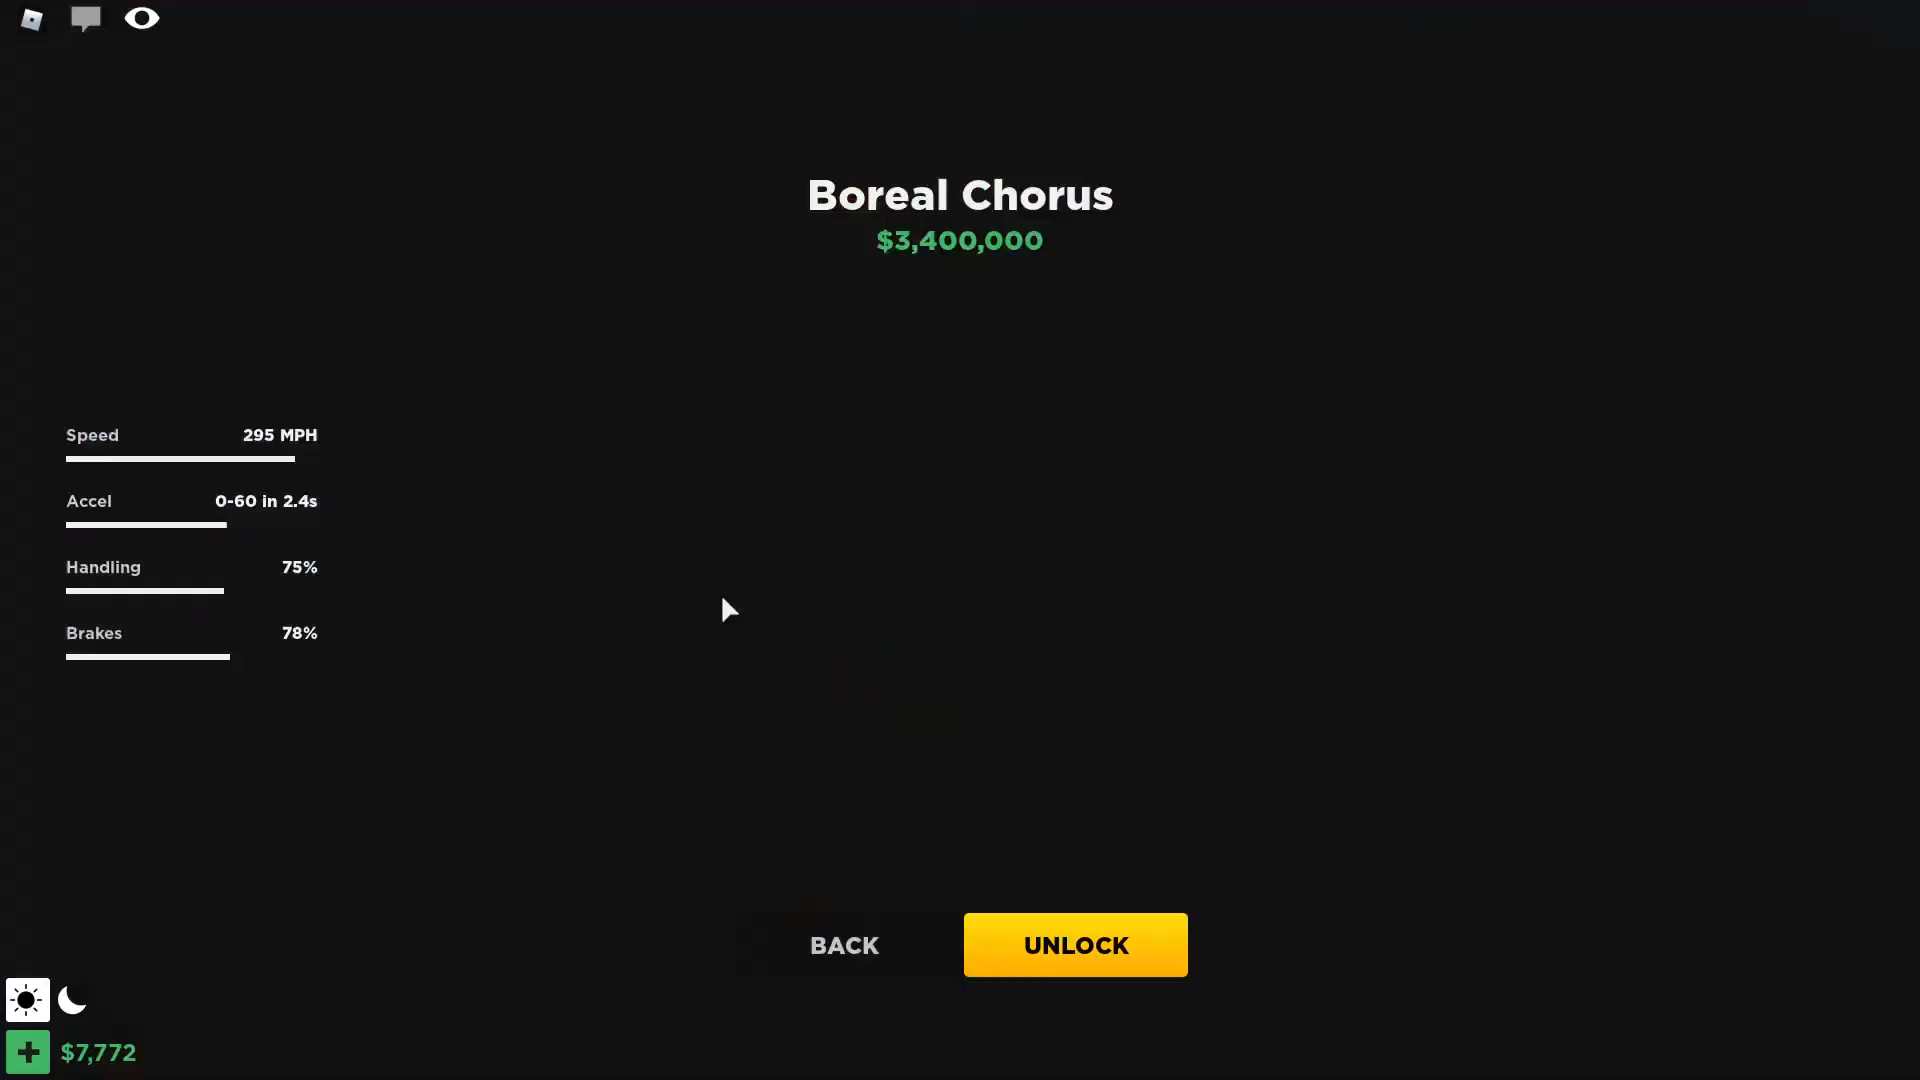 Boreal Chorus
$3,400,000
Speed 295 MPH
Accel 0-60 in 2.4s
Handling 75%
Brakes 78%
BACK UNLOCK
$7,772